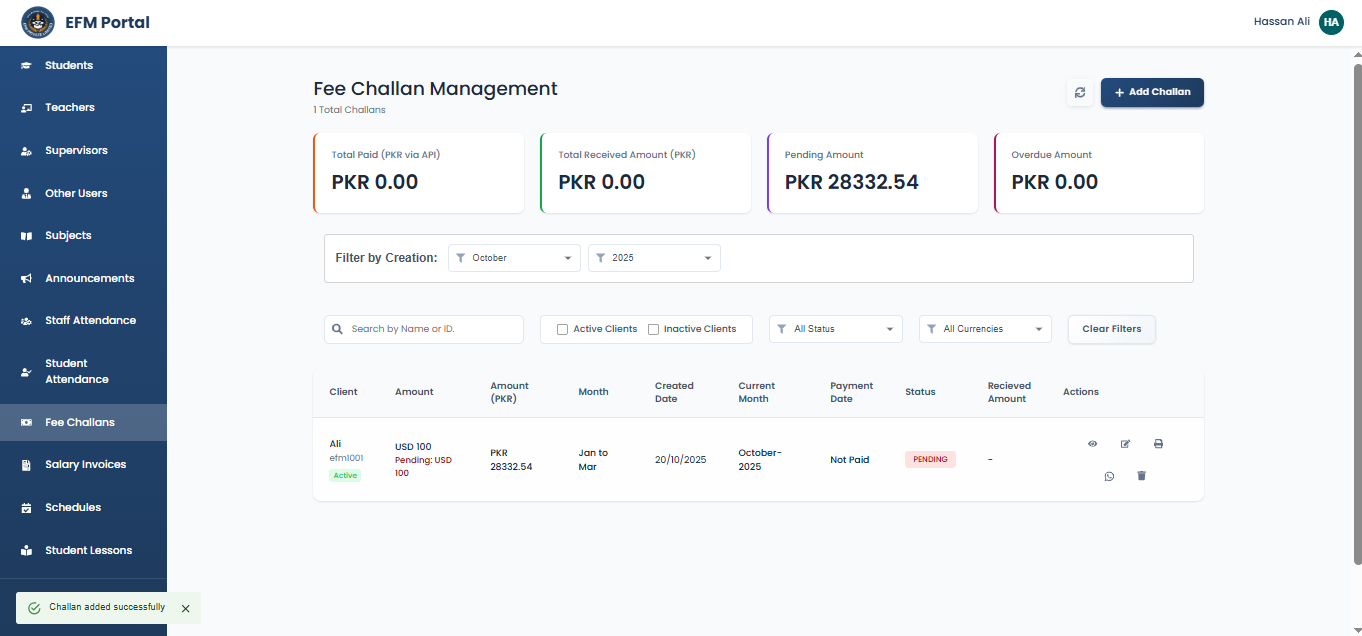 EFM Portal
Hassan Ali
HA
Students
Teachers
Supervisors
Other Users
Subjects
Announcements
Staff Attendance
Student
Attendance
Fee Challans
Salary Invoices
Schedules
Student Lessons
Challan added successfully
Fee Challan Management
1 Total Challans
+ Add Challan
Total Paid (PKR via API)
PKR 0.00
Total Received Amount (PKR)
PKR 0.00
Pending Amount
PKR 28332.54
Overdue Amount
PKR 0.00
Filter by Creation:
October
2025
Search by Name or ID.
Active Clients
Inactive Clients
All Status
All Currencies
Clear Filters
Client
Amount
Amount
(PKR)
Month
Created
Date
Current
Month
Payment
Date
Status
Recieved
Amount
Actions
Ali
efm1001
Active
USD 100
Pending: USD
100
PKR
28332.54
Jan to
Mar
20/10/2025
October-
2025
Not Paid
PENDING
-